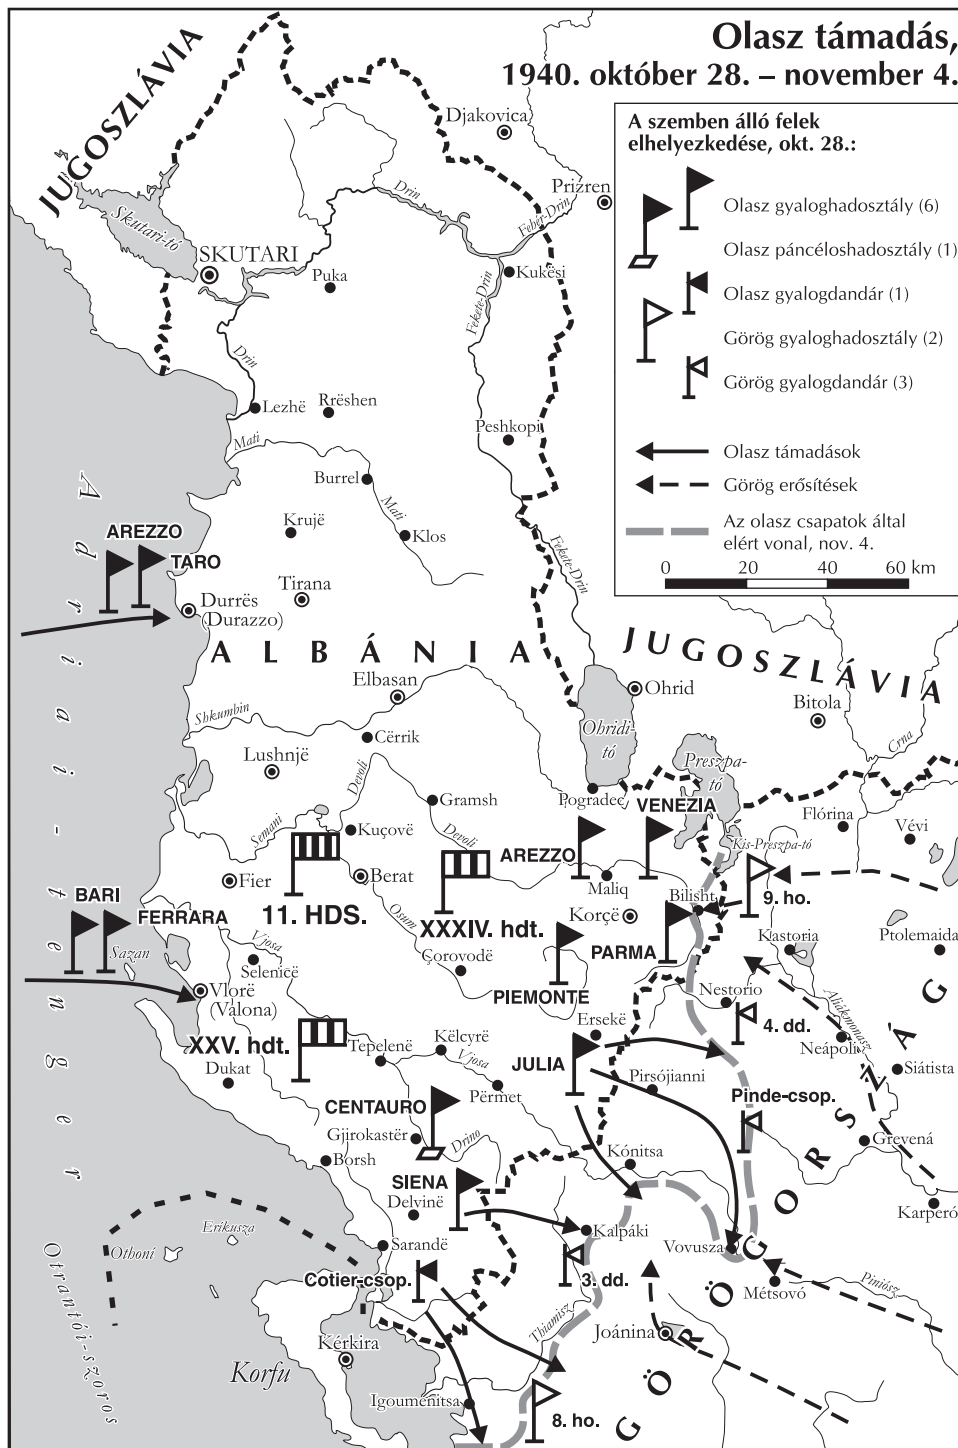 Olasz támadás,
1940. október 28. – november 4.
A szemben álló felek
elhelyezkedése, okt. 28.:
Olasz gyaloghadosztály (6)
Olasz páncéloshadosztály (1)
Olasz gyalogdandár (1)
Görög gyaloghadosztály (2)
Görög gyalogdandár (3)
Olasz támadások
Görög erősítések
Az olasz csapatok által
elért vonal, nov. 4.
0 20 40 60 km
JUGOSZLÁVIA
Skutari-tó
SKUTARI
Djakovica
Prizren
Drin
Fehér-Drin
Puka
Kukësi
Fekete-Drin
Drin
Lezhë
Rrëshen
Peshkopi
Mati
Burrel
Mati
Krujë
Klos
Fekete-Drin
AREZZO
TARO
Tirana
Durrës
(Durazzo)
ALBÁNIA
JUGOSZLÁVIA
Elbasan
Ohrid
Bitola
Shkumbin
Ohridi-
tó
Crna
Cërrik
Lushnjë
Devoli
Preszpa-
tó
Gramsh
Pogradec
VENEZIA
Flórina
Vévi
Semani
Kuçovë
Devoli
Kis-Preszpa-tó
AREZZO
Fier
Berat
Maliq
Bilisht
9. ho.
BARI
FERRARA
11. HDS.
Osum
XXXIV. hdt.
Korçë
PARMA
Kastoria
Ptolemaida
Sazan
Vjosa
Selenicë
Çorovodë
PIEMONTE
Nestorio
Vlorë
(Valona)
Ersekë
4. dd.
Aliákmonasz
Neápoli
XXV. hdt.
Tepelenë
Këlcyrë
Vjosa
JULIA
Siátista
Dukat
Përmet
Pirsójianni
Pinde-csop.
CENTAURO
Gjirokastër
Drino
Grevená
Borsh
Kónitsa
SIENA
Delvinë
Karperó
Erikusza
Othoní
Sarandë
Kalpáki
Vovusza
Cotier-csop.
3. dd.
Métsovó
Piniósz
Thiamisz
Joánina
Kérkira
Korfu
Igoumenitsa
8. ho.
GÖRÖGORSZÁG
Adriai-tenger
Otrantói-szoros